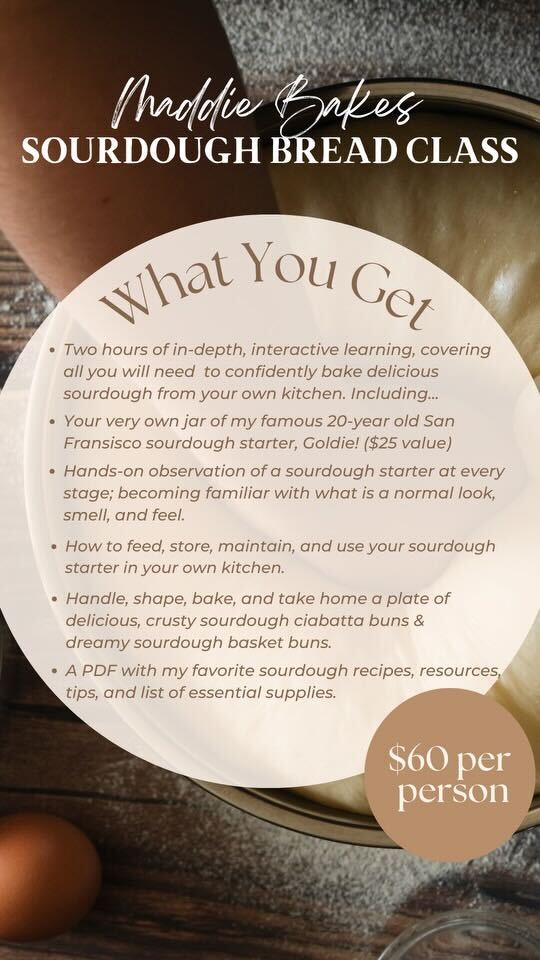 Maddie Bakes
SOURDOUGH BREAD CLASS
What You Get
• Two hours of in-depth, interactive learning, covering
all you will need  to confidently bake delicious
sourdough from your own kitchen. Including...
• Your very own jar of my famous 20-year old San
Fransisco sourdough starter, Goldie! ($25 value)
• Hands-on observation of a sourdough starter at every
stage; becoming familiar with what is a normal look,
smell, and feel.
• How to feed, store, maintain, and use your sourdough
starter in your own kitchen.
• Handle, shape, bake, and take home a plate of
delicious, crusty sourdough ciabatta buns &
dreamy sourdough basket buns.
• A PDF with my favorite sourdough recipes, resources,
tips, and list of essential supplies.
$60 per
person